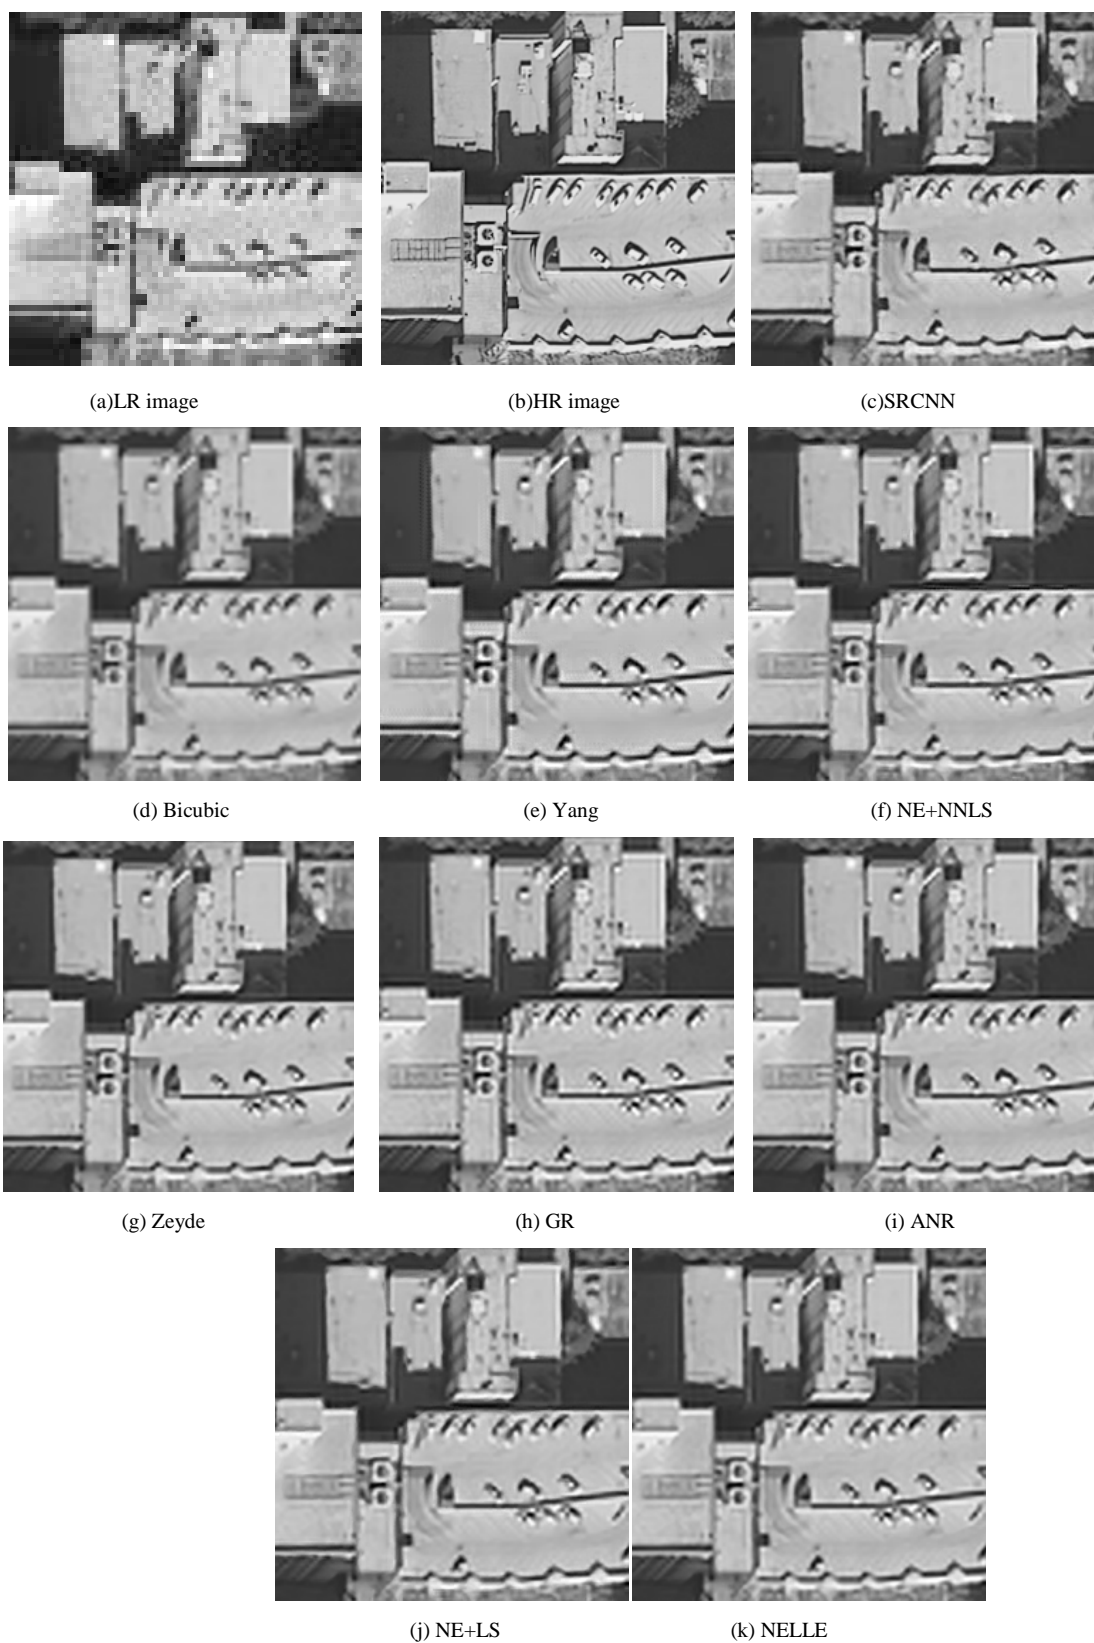 (a)LR image
(b)HR image
(c)SRCNN
(d) Bicubic
(e) Yang
(f) NE+NNLS
(g) Zeyde
(h) GR
(i) ANR
(j) NE+LS
(k) NELLE